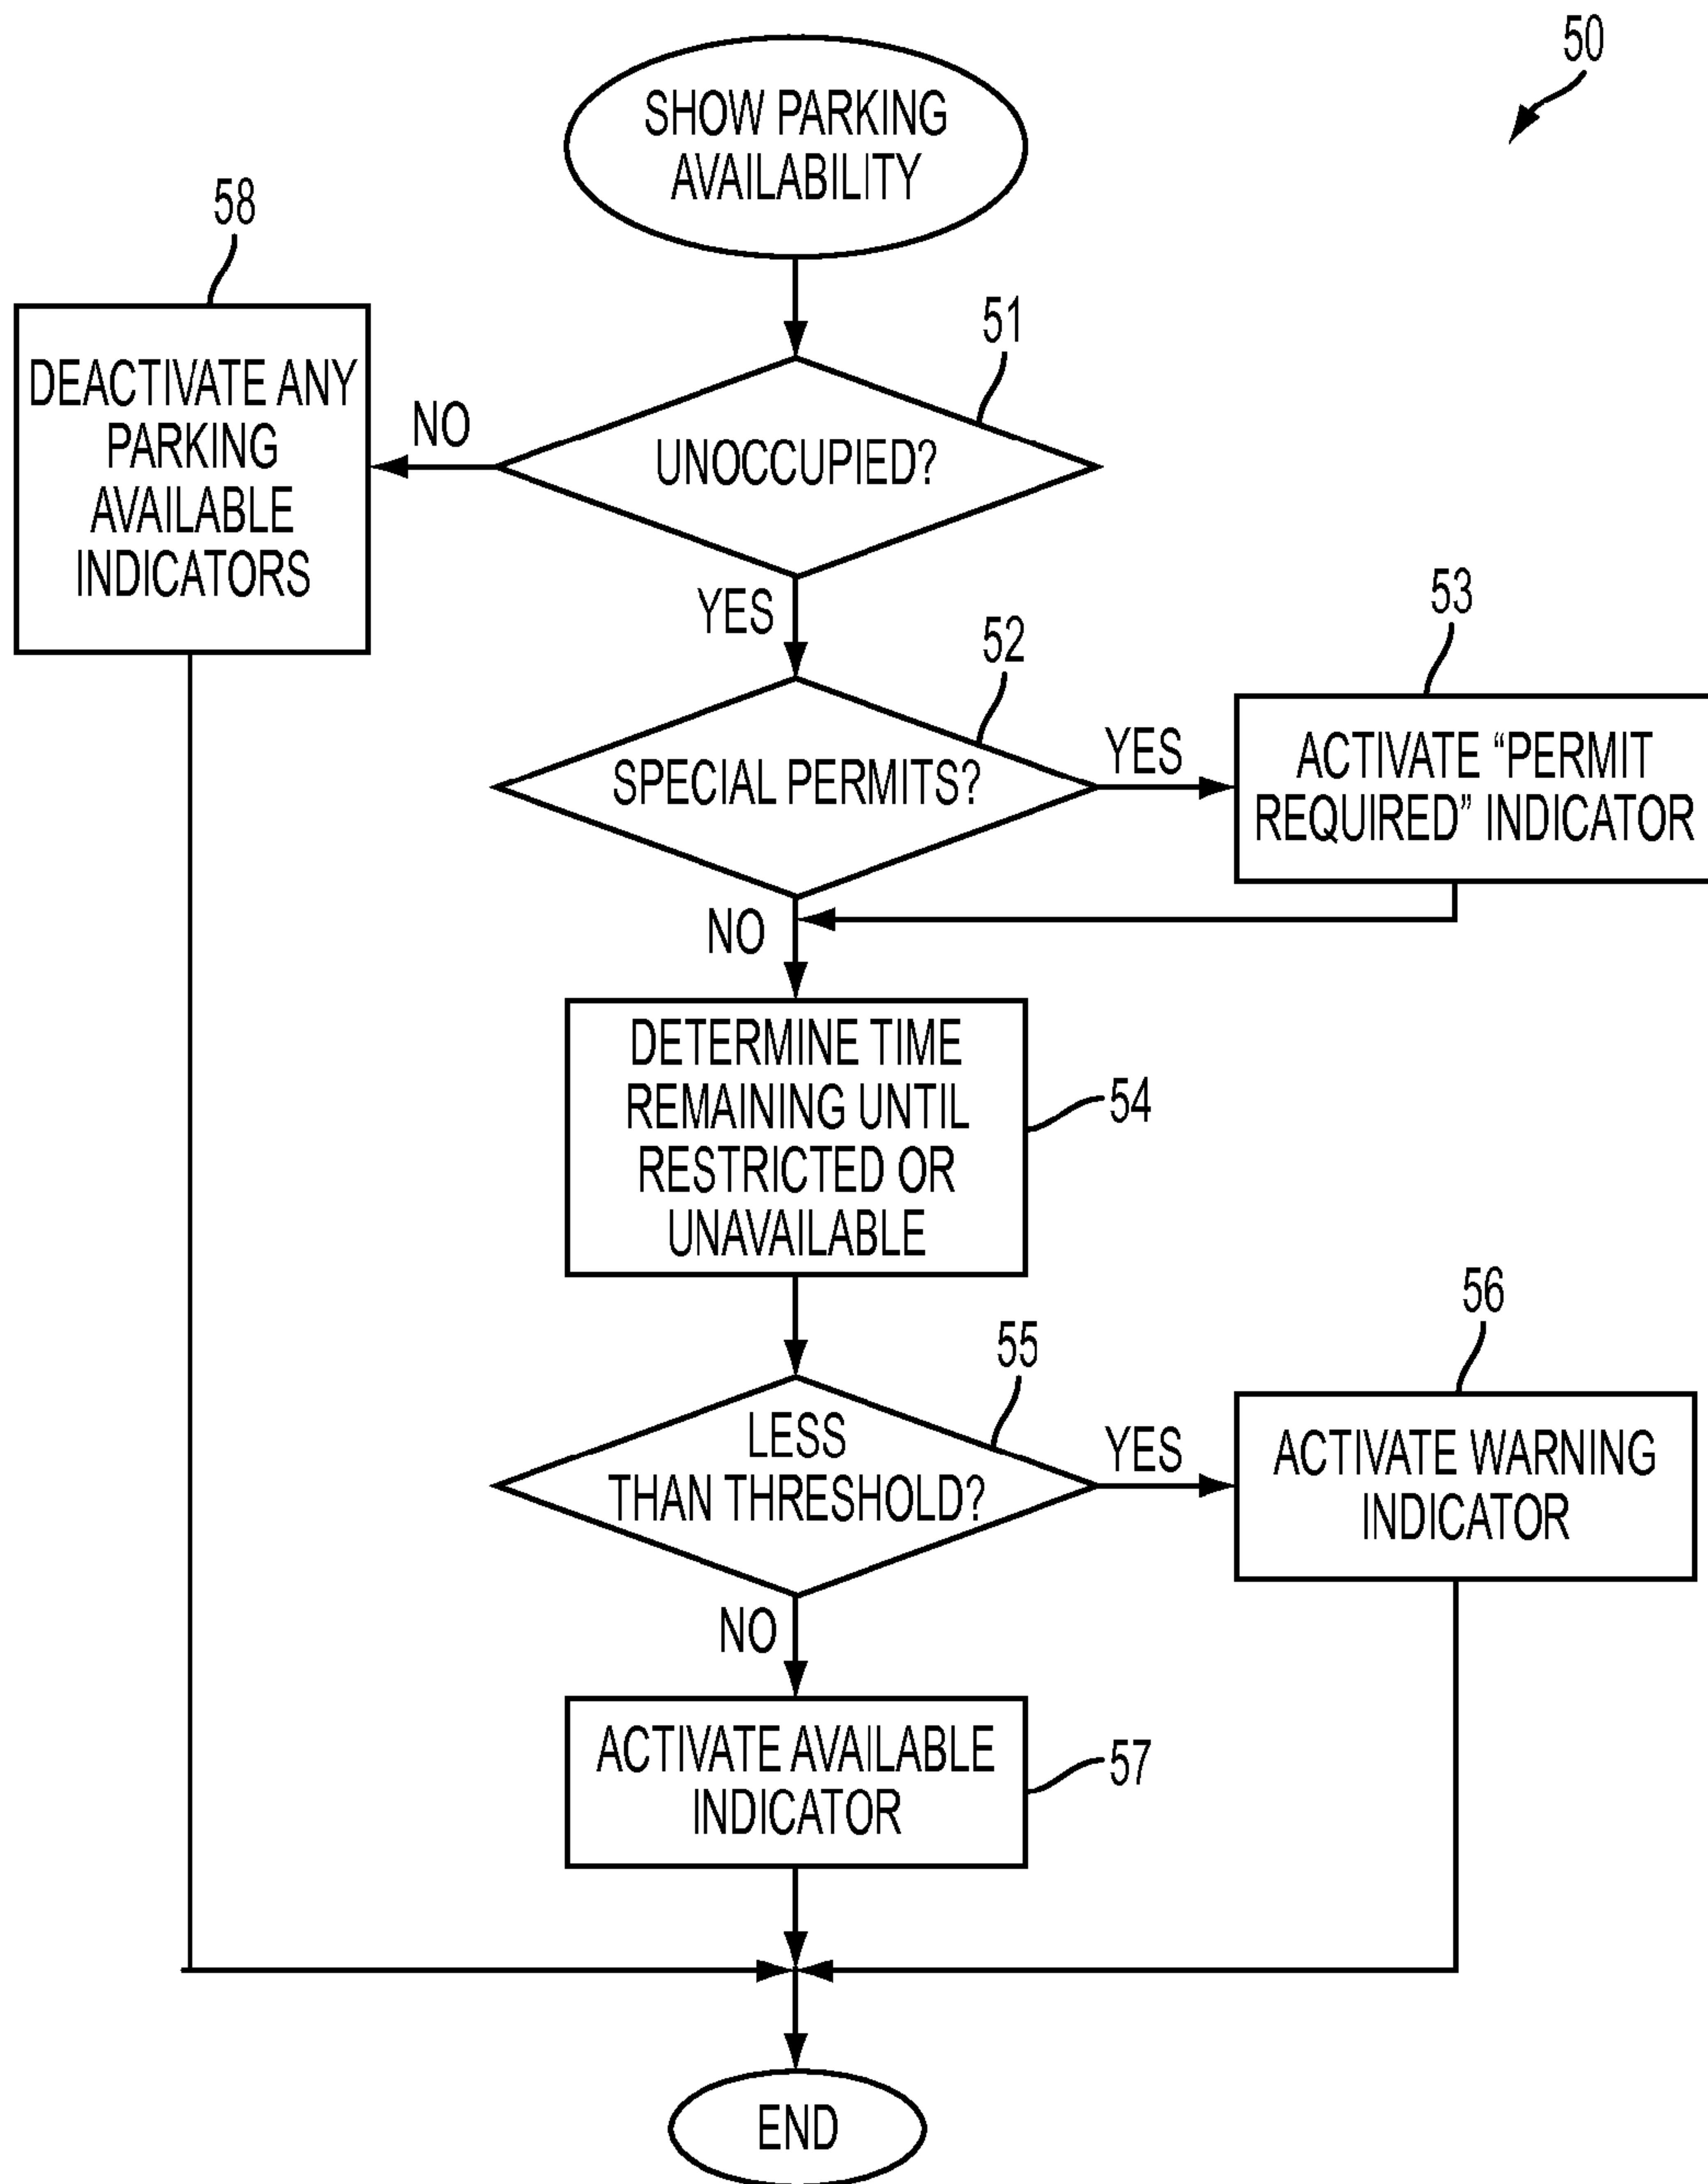 50
SHOW PARKING
AVAILABILITY
58
DEACTIVATE ANY
PARKING
AVAILABLE
INDICATORS
NO
51
UNOCCUPIED?
YES
52
SPECIAL PERMITS?
YES
53
ACTIVATE “PERMIT
REQUIRED” INDICATOR
NO
DETERMINE TIME
REMAINING UNTIL
RESTRICTED OR
UNAVAILABLE
54
55
LESS
THAN THRESHOLD?
YES
56
ACTIVATE WARNING
INDICATOR
NO
ACTIVATE AVAILABLE
INDICATOR
57
END